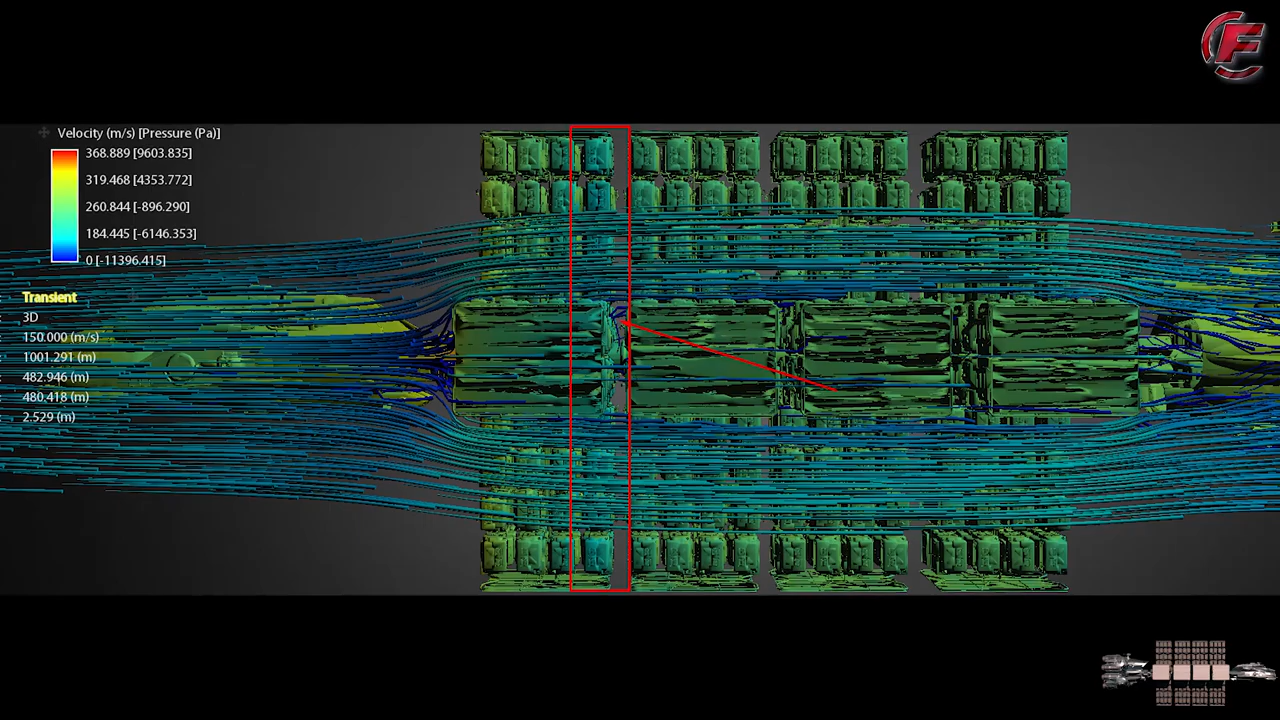 Velocity (m/s) [Pressure (Pa)]
368.889 [9603.835]
319.468 [4353.772]
260.844 [-896.290]
184.445 [-6146.353]
0 [-11396.415]
Transient
3D
150.000 (m/s)
1001.291 (m)
482.946 (m)
480.418 (m)
2.529 (m)
CF